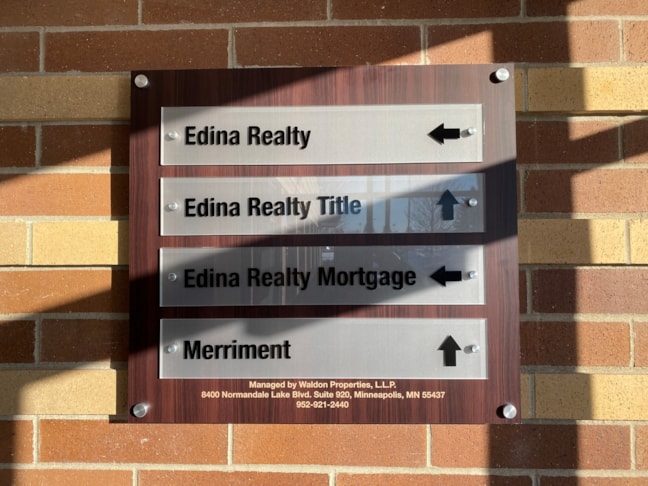 Edina Realty
Edina Realty Title
Edina Realty Mortgage
Merriment
Managed by Waldon Properties, L.L.P.
8400 Normandale Lake Blvd. Suite 920, Minneapolis, MN 55437
952-921-2440